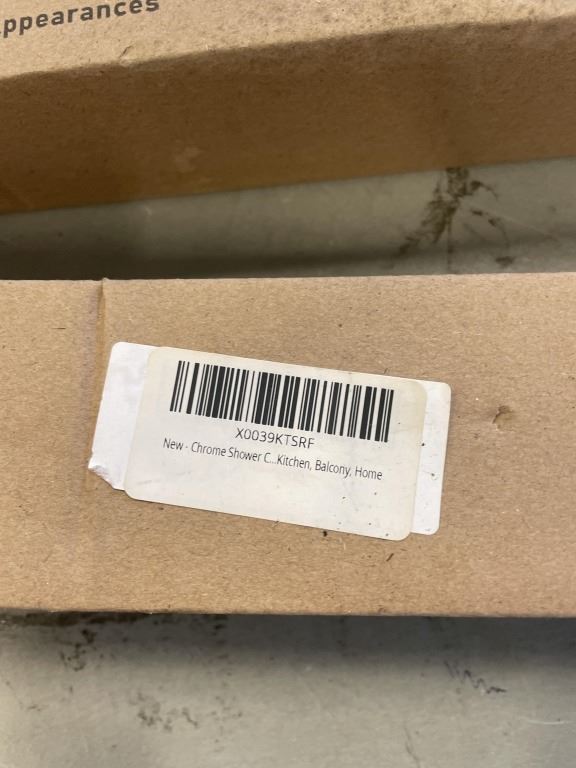 ppearances
X0039KTSRF
New - Chrome Shower C...Kitchen, Balcony, Home